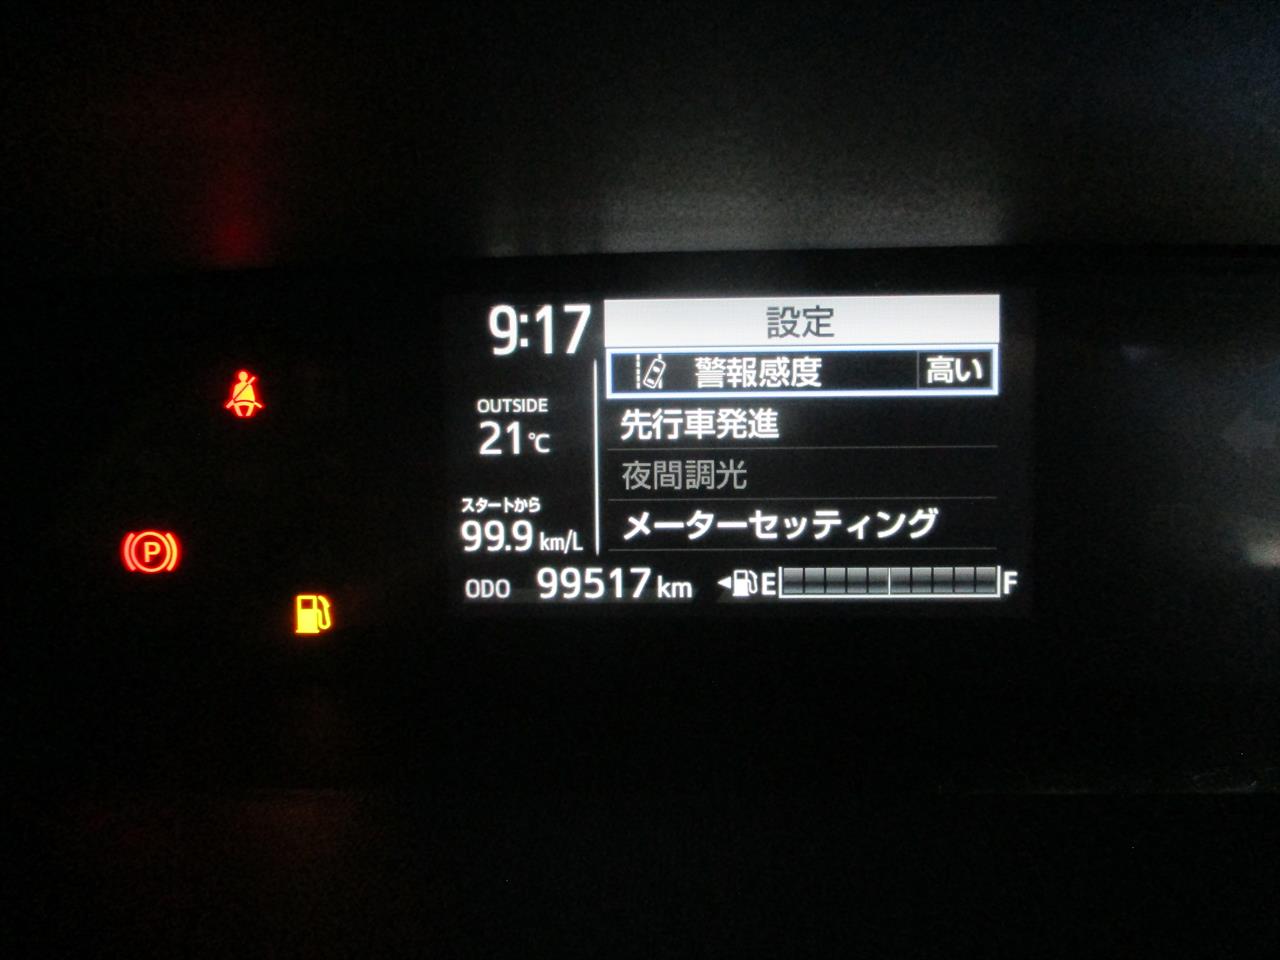 9:17
設定
警報感度 高い
OUTSIDE
21℃
先行車発進
夜間調光
スタートから
99.9 km/L
メーターセッティング
ODO 99517 km
E F
P